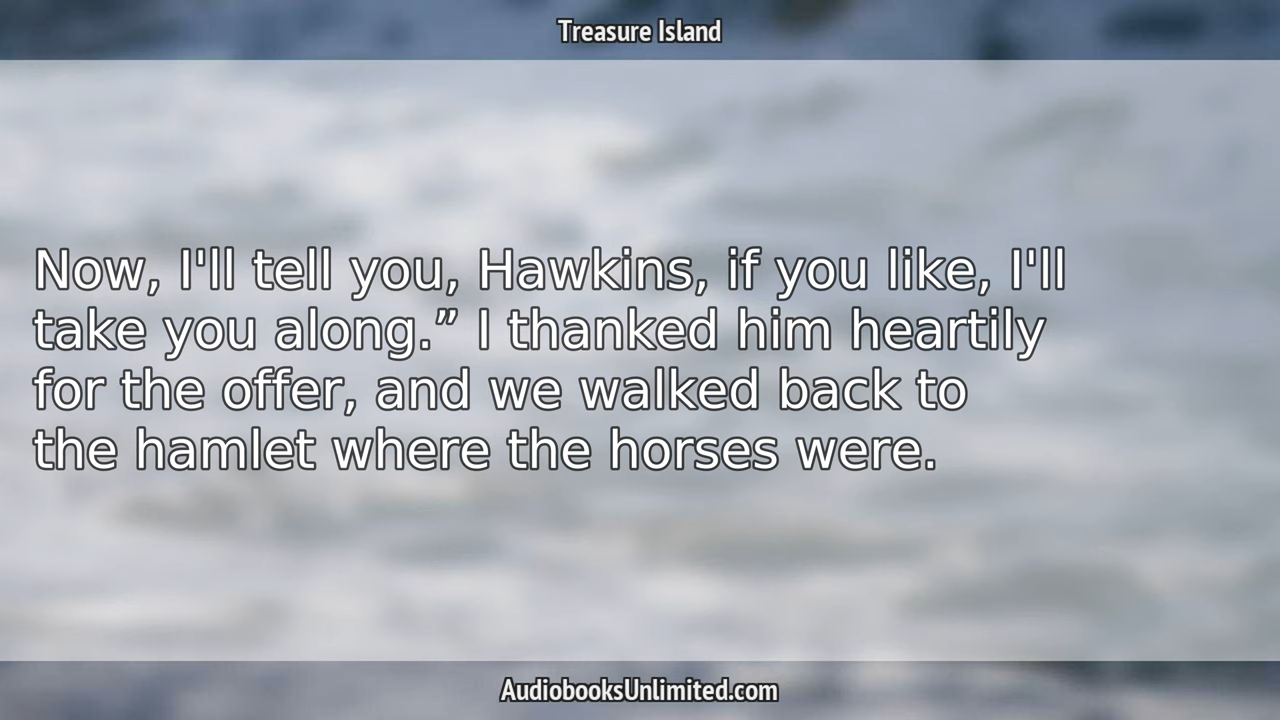 Treasure Island
Now, I'll tell you, Hawkins, if you like, I'll
take you along.” I thanked him heartily
for the offer, and we walked back to
the hamlet where the horses were.
AudiobooksUnlimited.com